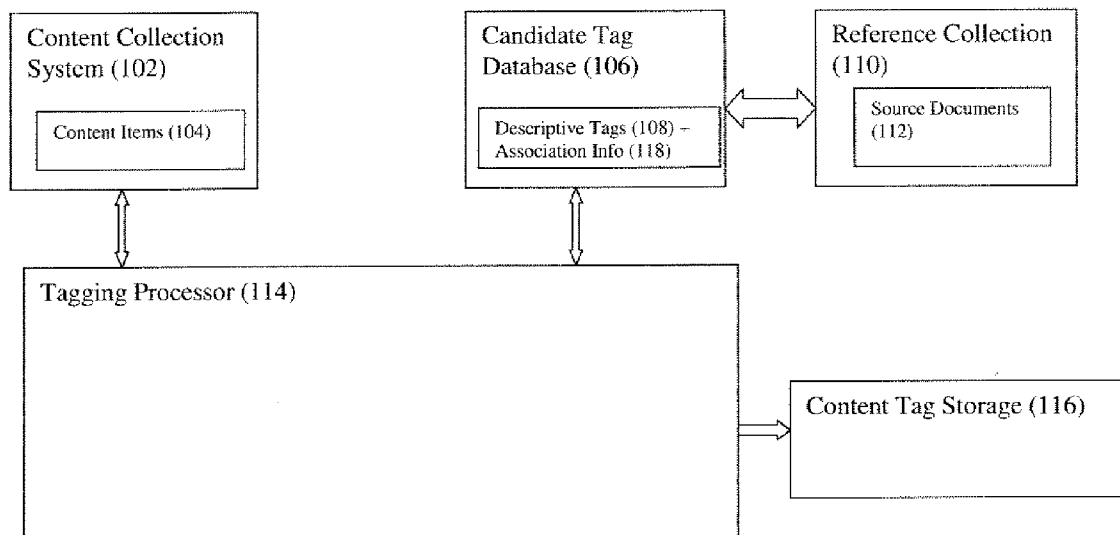 Content Collection
System (102)
Content Items (104)
Candidate Tag
Database (106)
Descriptive Tags (108) –
Association Info (118)
Reference Collection
(110)
Source Documents
(112)
Tagging Processor (114)
Content Tag Storage (116)